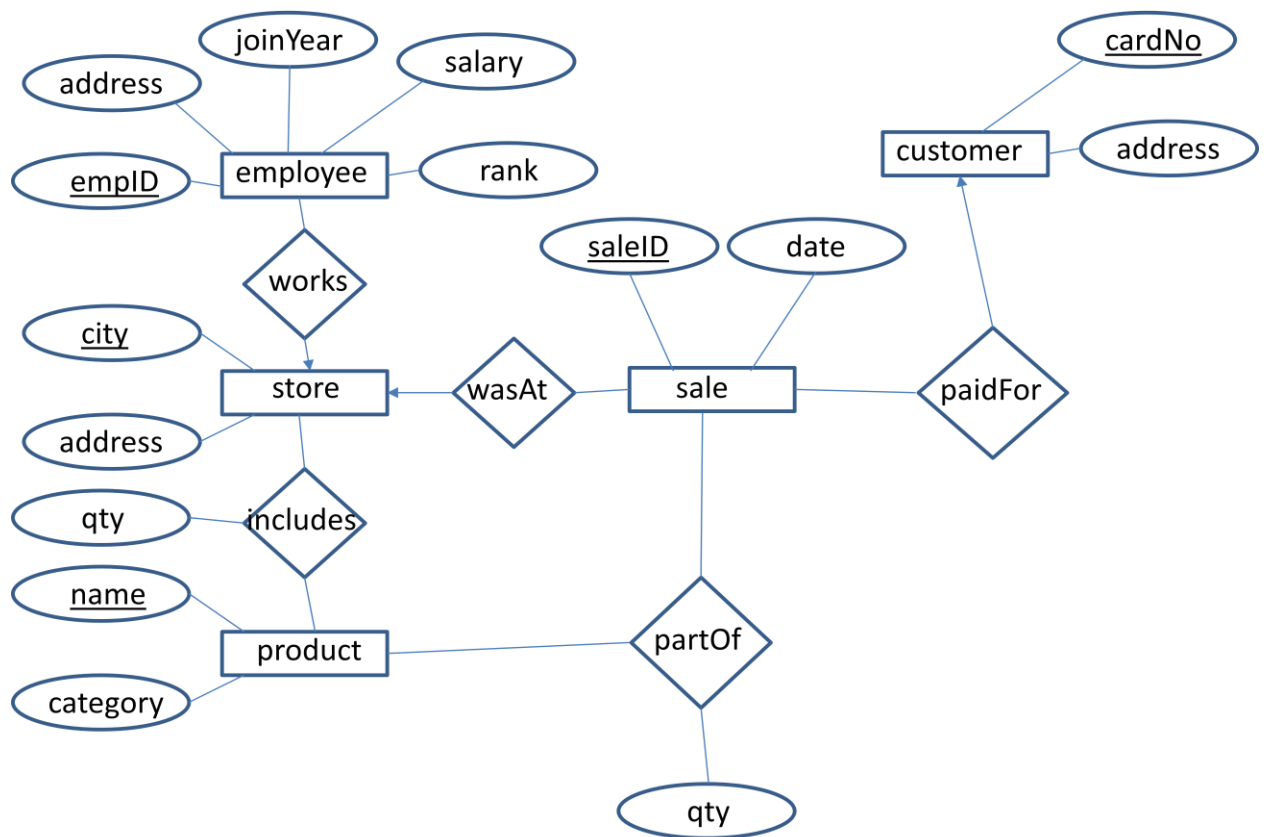 joinYear
cardNo
salary
address
customer
address
employee
rank
empID
saleID
date
works
city
store
wasAt
sale
paidFor
address
qty
includes
name
product
partOf
category
qty